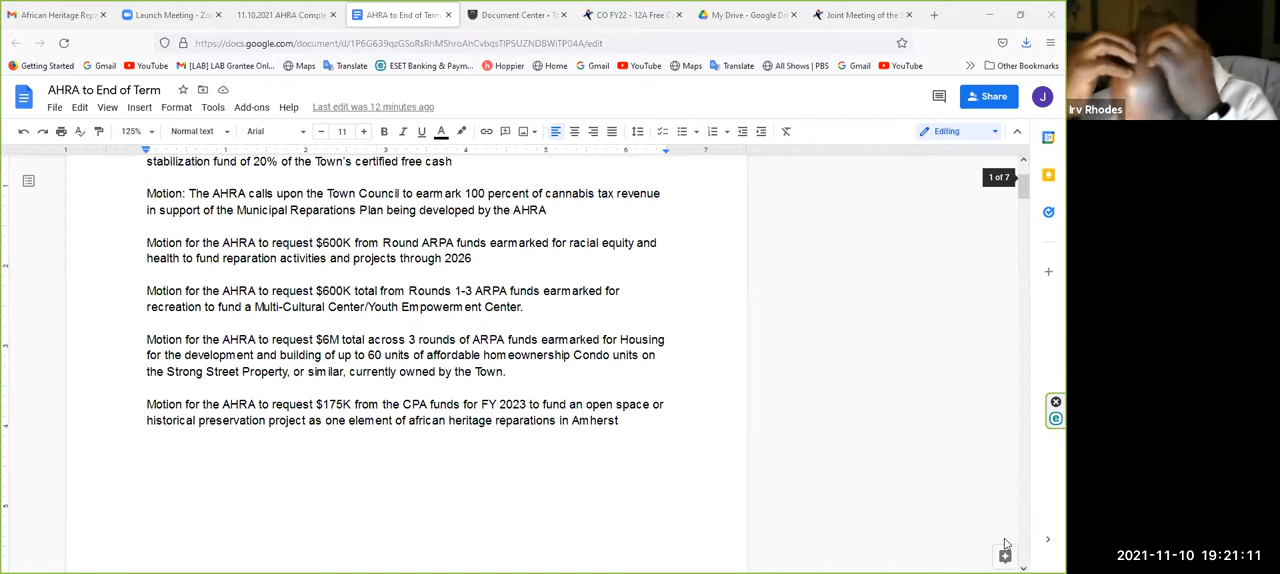 African Heritage Repa
Launch Meeting - Zo
11.10.2021 AHRA Comple
AHRA to End of Term
Document Center • To
CO FY22 - 12A Free C
My Drive - Google Dri
Joint Meeting of the S
https://docs.google.com/document/d/1P6G639qzGSoRsRhMShroAhCvbqsTIP5UZND8WiTP04A/edit
Getting Started
Gmail
YouTube
[LAB] LAB Grantee Onl...
Maps
Translate
ESET Banking & Paym...
Hoppier
Home
Gmail
YouTube
Maps
Translate
All Shows | PBS
Gmail
YouTube
Other Bookmarks
AHRA to End of Term
File Edit View Insert Format Tools Add-ons Help Last edit was 12 minutes ago
Share
J
125% Normal text Arial 11 B I U A
Editing
1 2 3 4 5 6 7
stabilization fund of 20% of the Town's certified free cash
Motion: The AHRA calls upon the Town Council to earmark 100 percent of cannabis tax revenue
in support of the Municipal Reparations Plan being developed by the AHRA
Motion for the AHRA to request $600K from Round ARPA funds earmarked for racial equity and
health to fund reparation activities and projects through 2026
Motion for the AHRA to request $600K total from Rounds 1-3 ARPA funds earmarked for
recreation to fund a Multi-Cultural Center/Youth Empowerment Center.
Motion for the AHRA to request $6M total across 3 rounds of ARPA funds earmarked for Housing
for the development and building of up to 60 units of affordable homeownership Condo units on
the Strong Street Property, or similar, currently owned by the Town.
Motion for the AHRA to request $175K from the CPA funds for FY 2023 to fund an open space or
historical preservation project as one element of african heritage reparations in Amherst
1 of 7
Irv Rhodes
2021-11-10 19:21:11